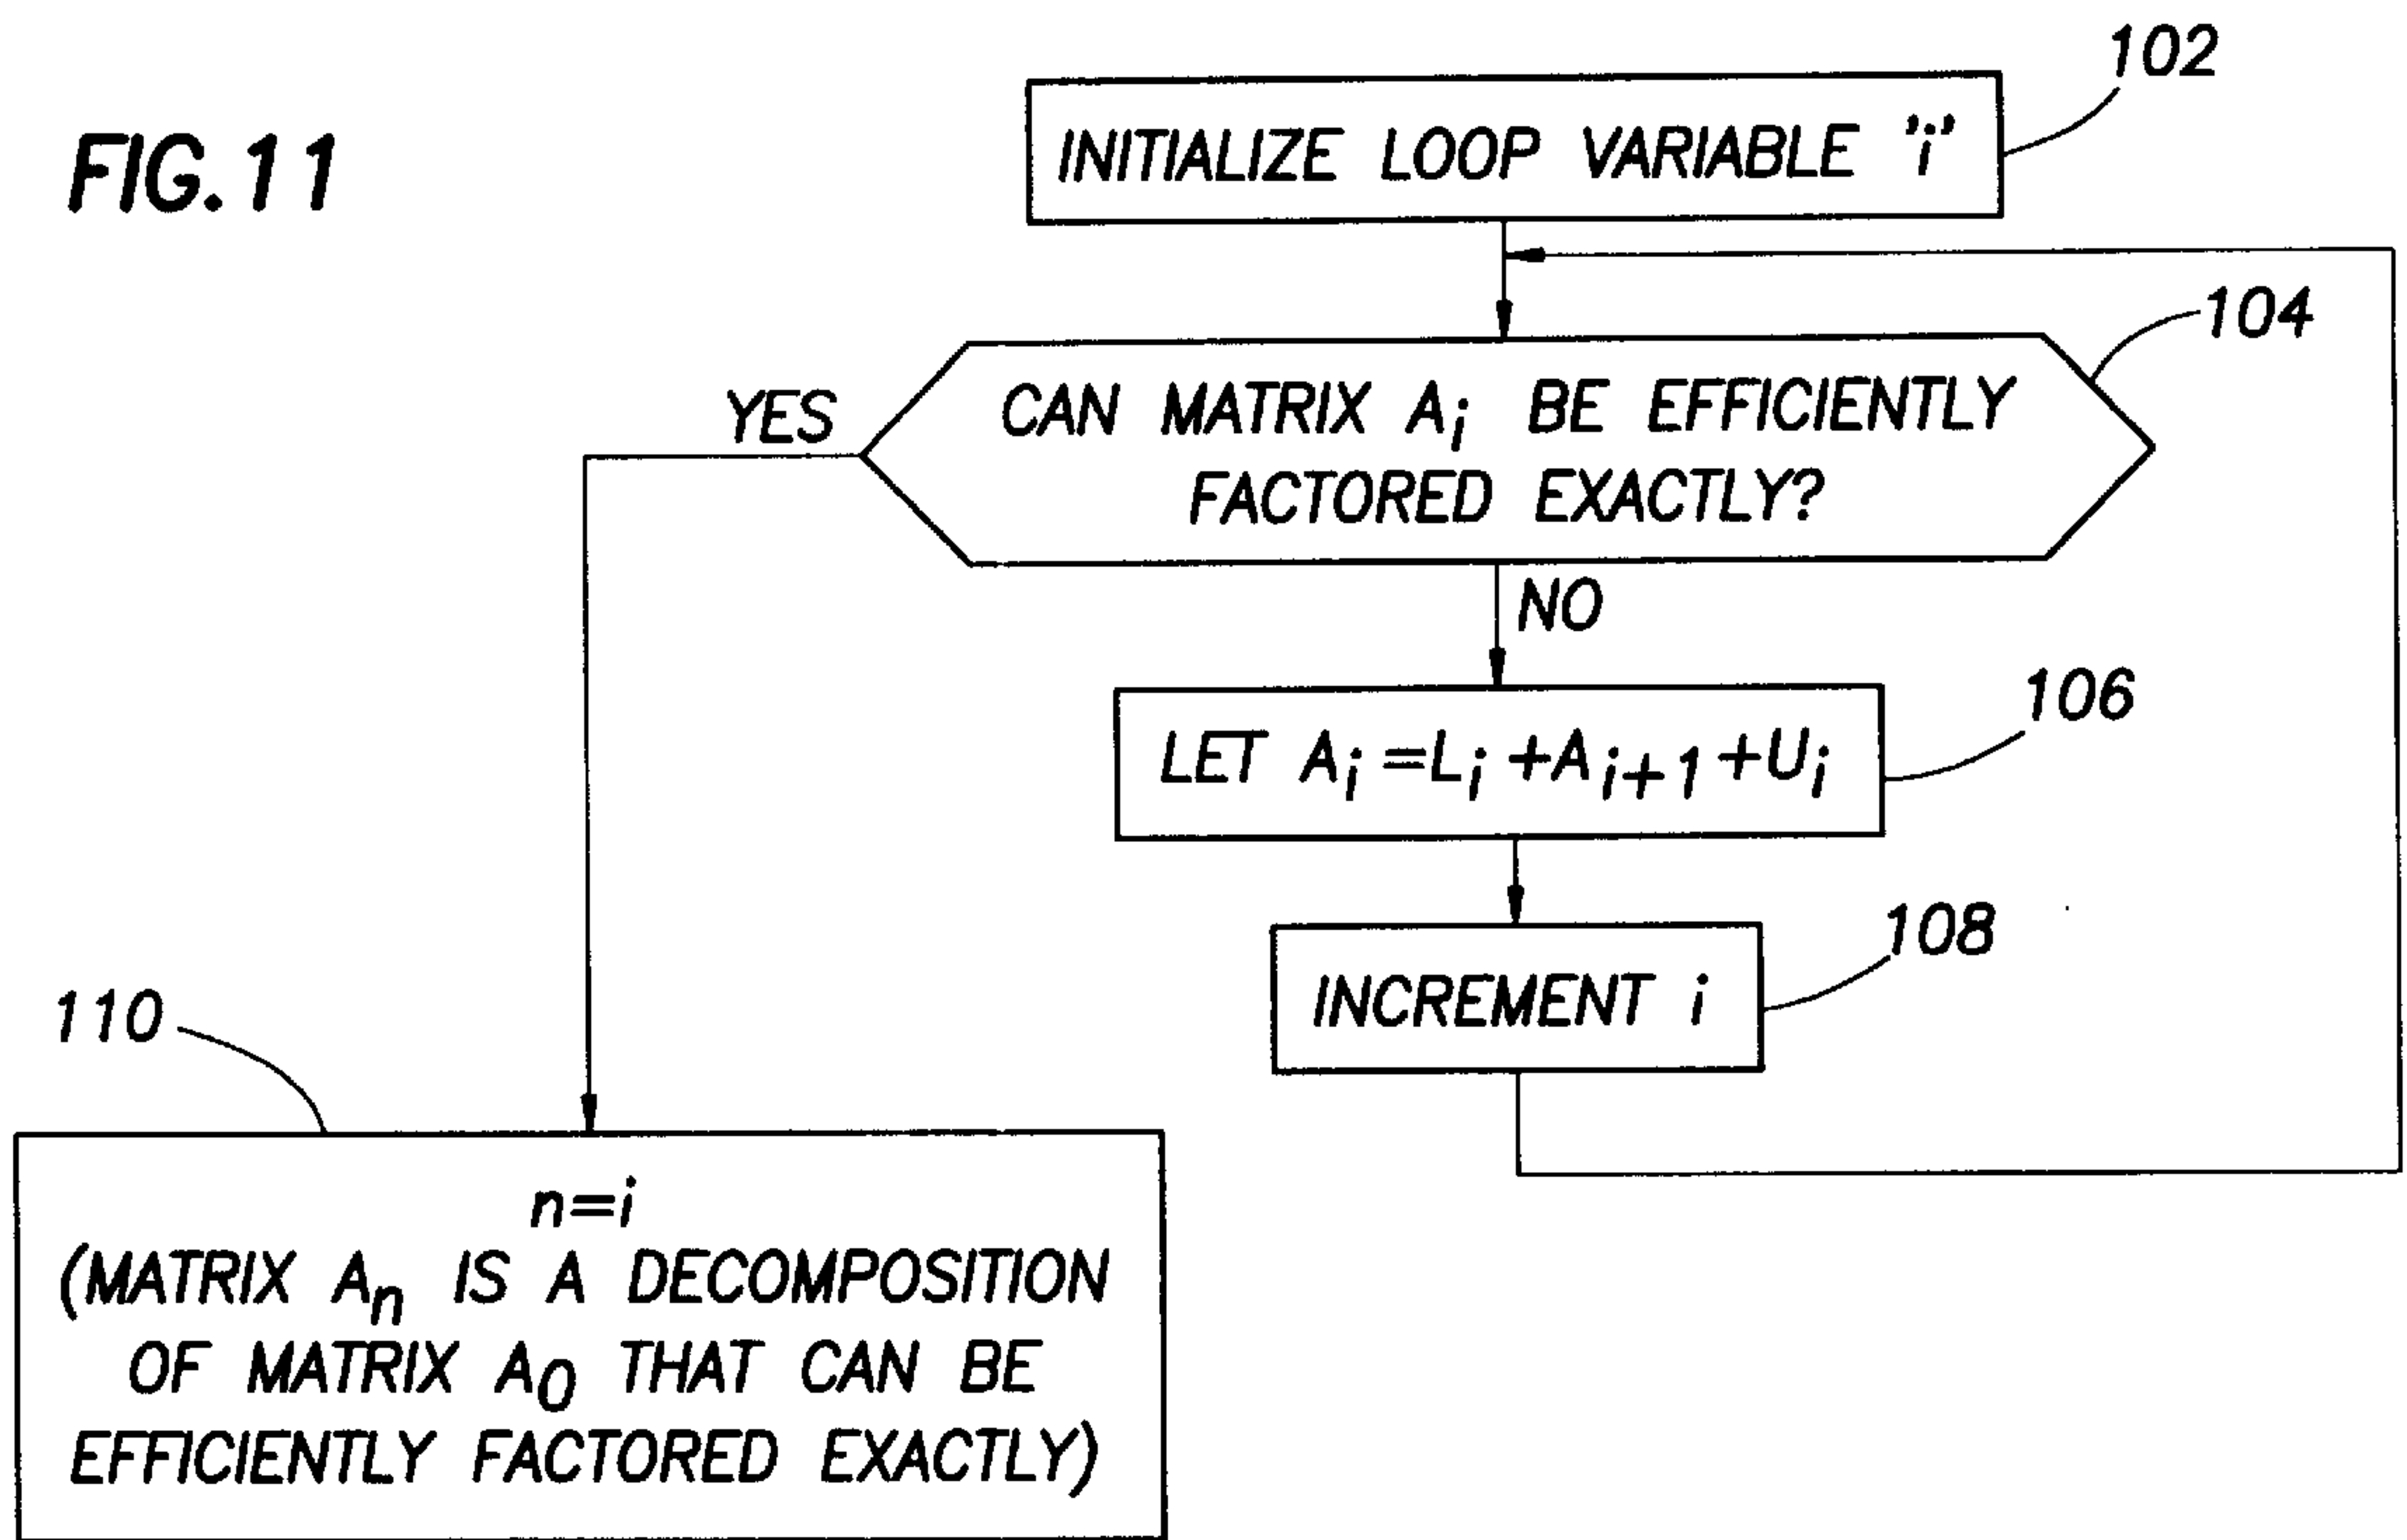 FIG. 11
102
INITIALIZE LOOP VARIABLE "i"
104
YES
CAN MATRIX Ai BE EFFICIENTLY
FACTORED EXACTLY?
NO
106
LET Ai =Li +Ai+1 +Ui
108
INCREMENT i
110
n=i
(MATRIX An IS A DECOMPOSITION
OF MATRIX A0 THAT CAN BE
EFFICIENTLY FACTORED EXACTLY)